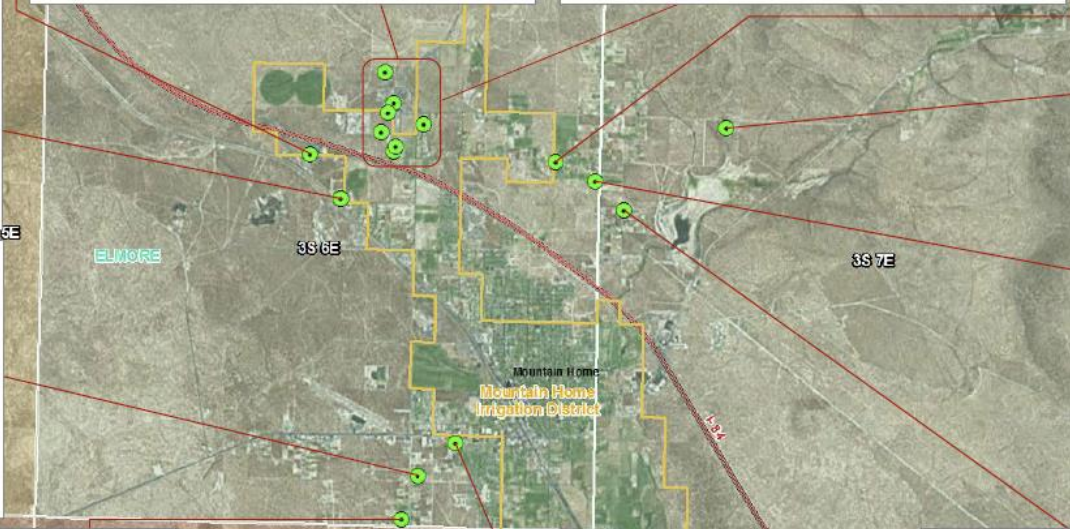 5E
ELMORE
3S 6E
3S 7E
Mountain Home
Mountain Home
Irrigation District
I-84